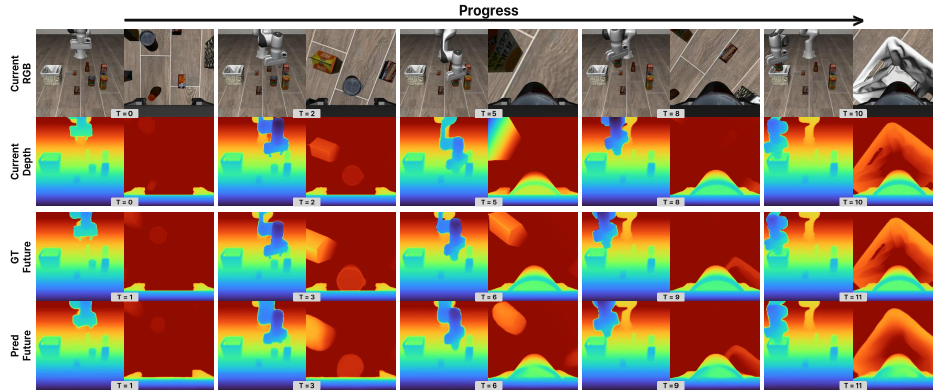 Progress
Current
RGB
T = 0
T = 2
T = 5
T = 8
T = 10
Current
Depth
T = 0
T = 2
T = 5
T = 8
T = 10
GT
Future
T = 1
T = 3
T = 6
T = 9
T = 11
Pred
Future
T = 1
T = 3
T = 6
T = 9
T = 11